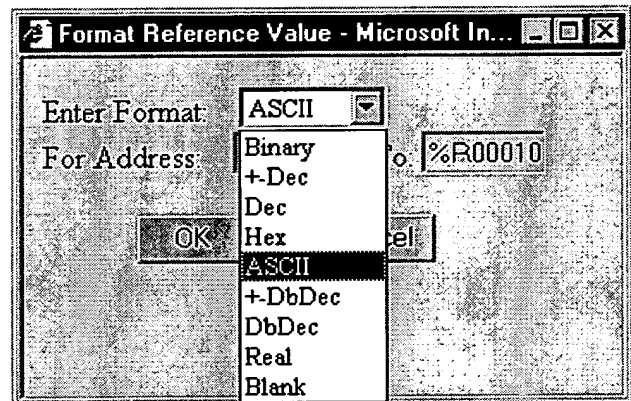 Format Reference Value - Microsoft In...
Enter Format: ASCII
For Address: To: %R00010
Binary
+-Dec
Dec
Hex
ASCII
+-DbDec
DbDec
Real
Blank
OK